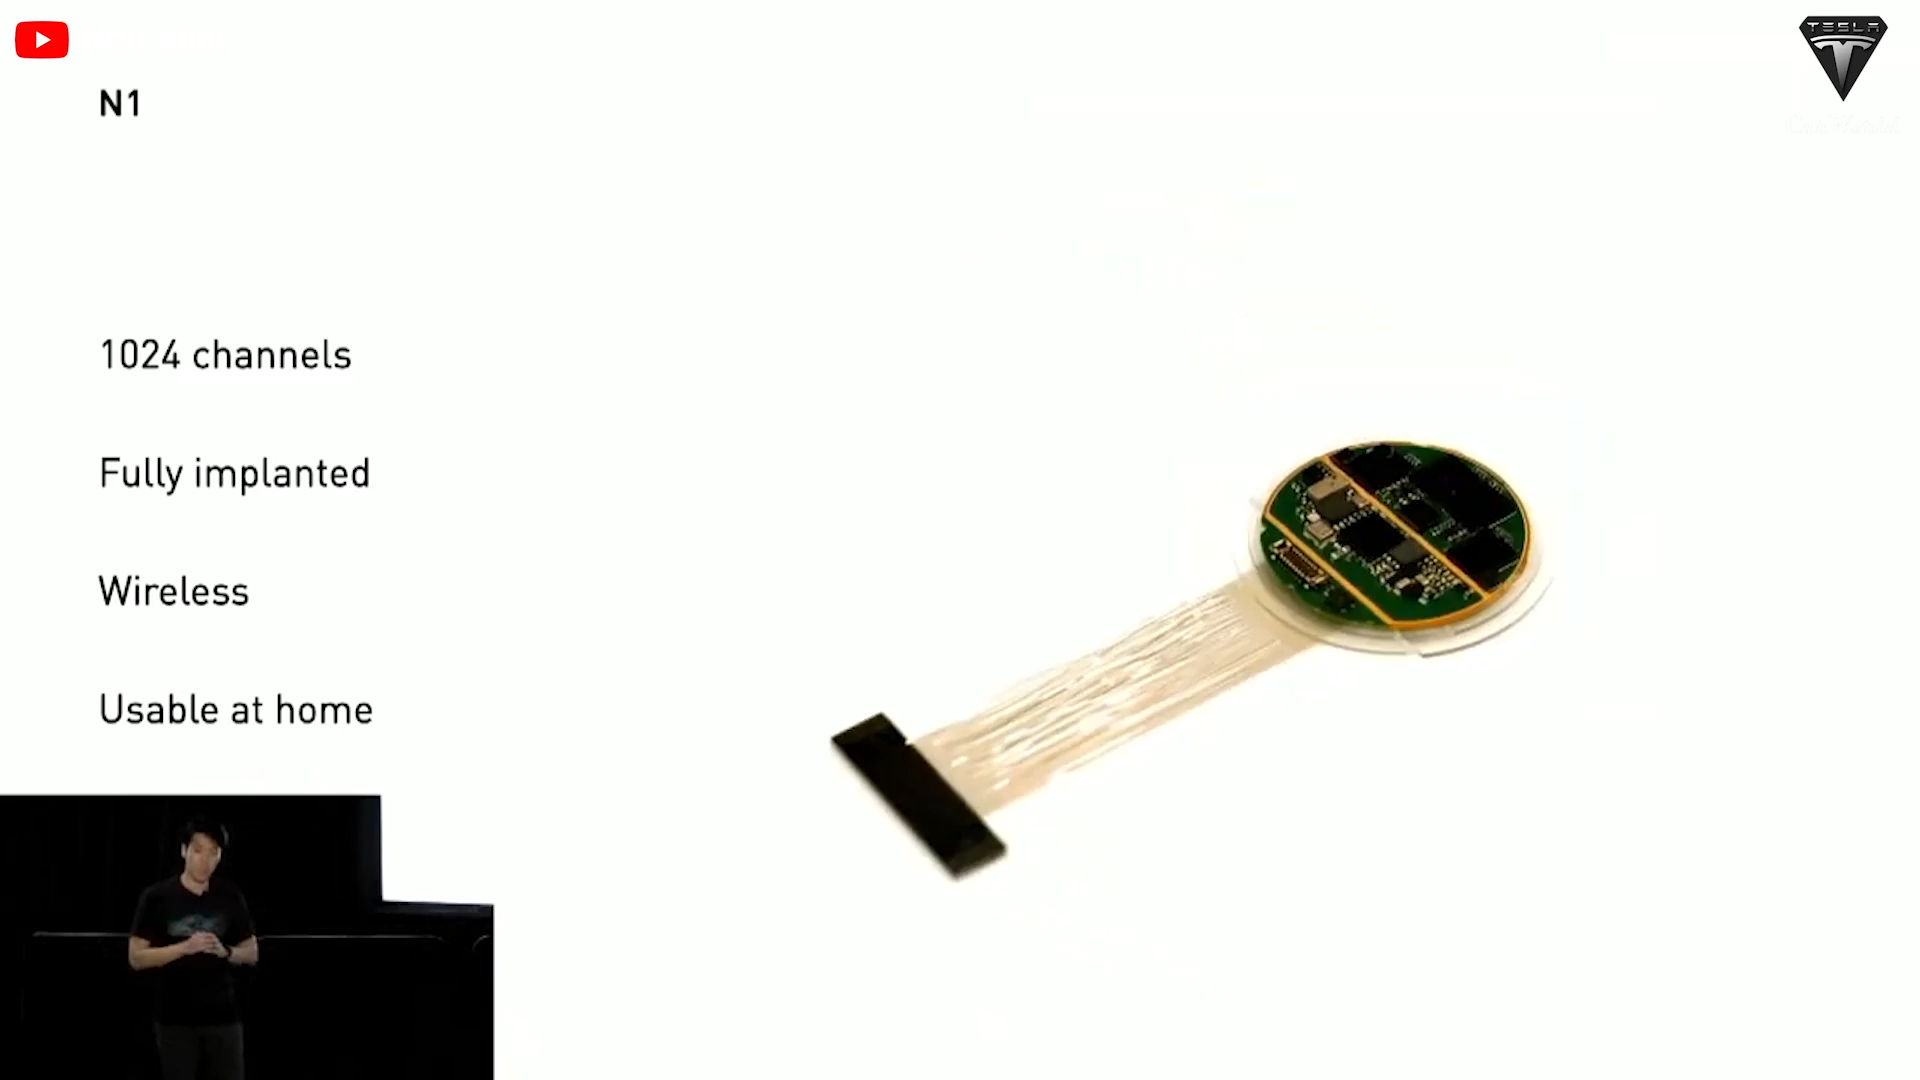 TESLA
N1
1024 channels
Fully implanted
Wireless
Usable at home